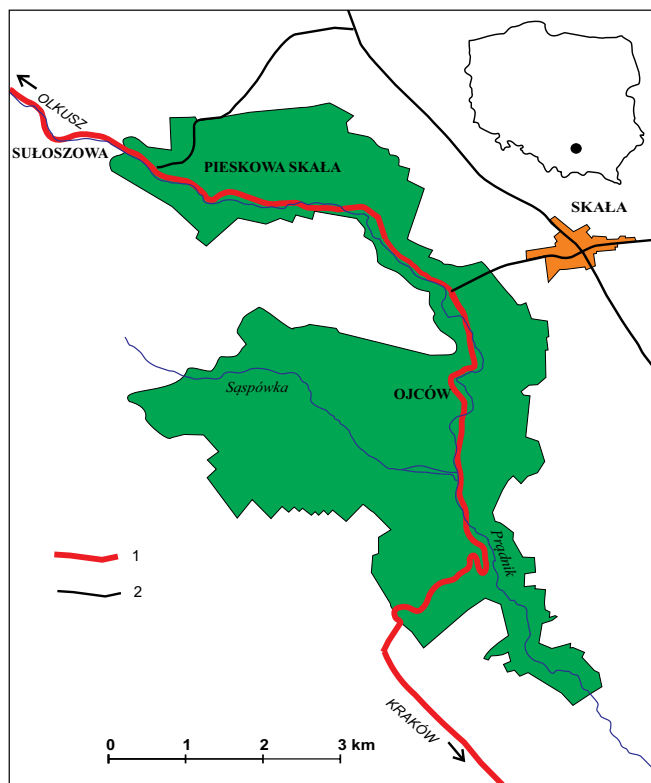 OLKUSZ
SUŁOSZOWA
PIESKOWA SKAŁA
SKAŁA
Sąspówka
OJCÓW
Prądnik
1
2
KRAKÓW
0 1 2 3 km